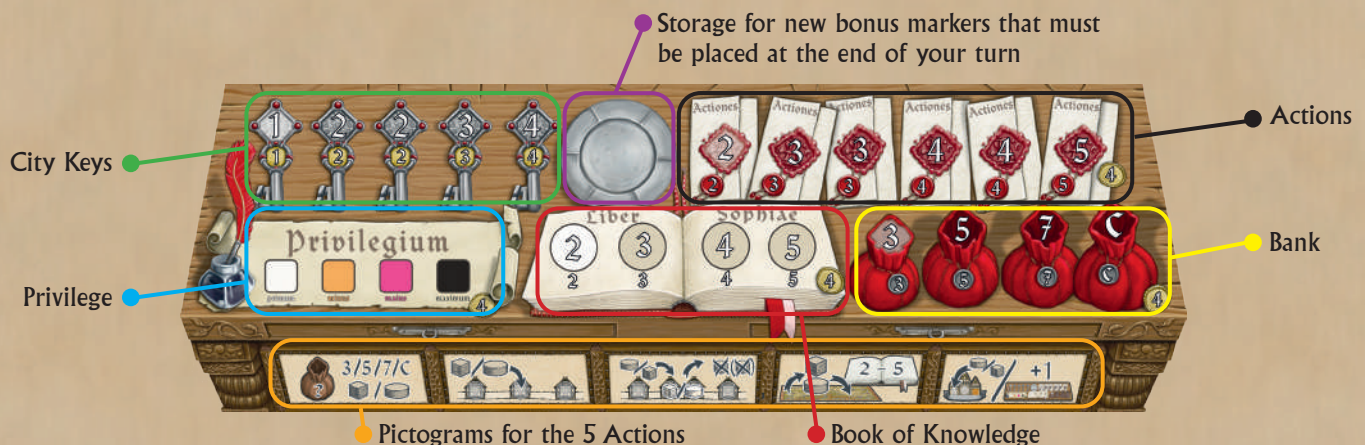 Storage for new bonus markers that must
be placed at the end of your turn
City Keys
1 2 2 3 4
1 2 2 3 4
Actiones Actiones Actiones Actiones Actiones Actiones
2 3 3 4 4 5
2 3 3 4 4 5 4
Actions
Privilege
Privilegium
4
Liber Sophiae
2 3 4 5
2 3 4 5 4
3 5 7 C
3 5 7 C
4
Bank
? 3/5/7/C
2 – 5
+1
Pictograms for the 5 Actions
Book of Knowledge